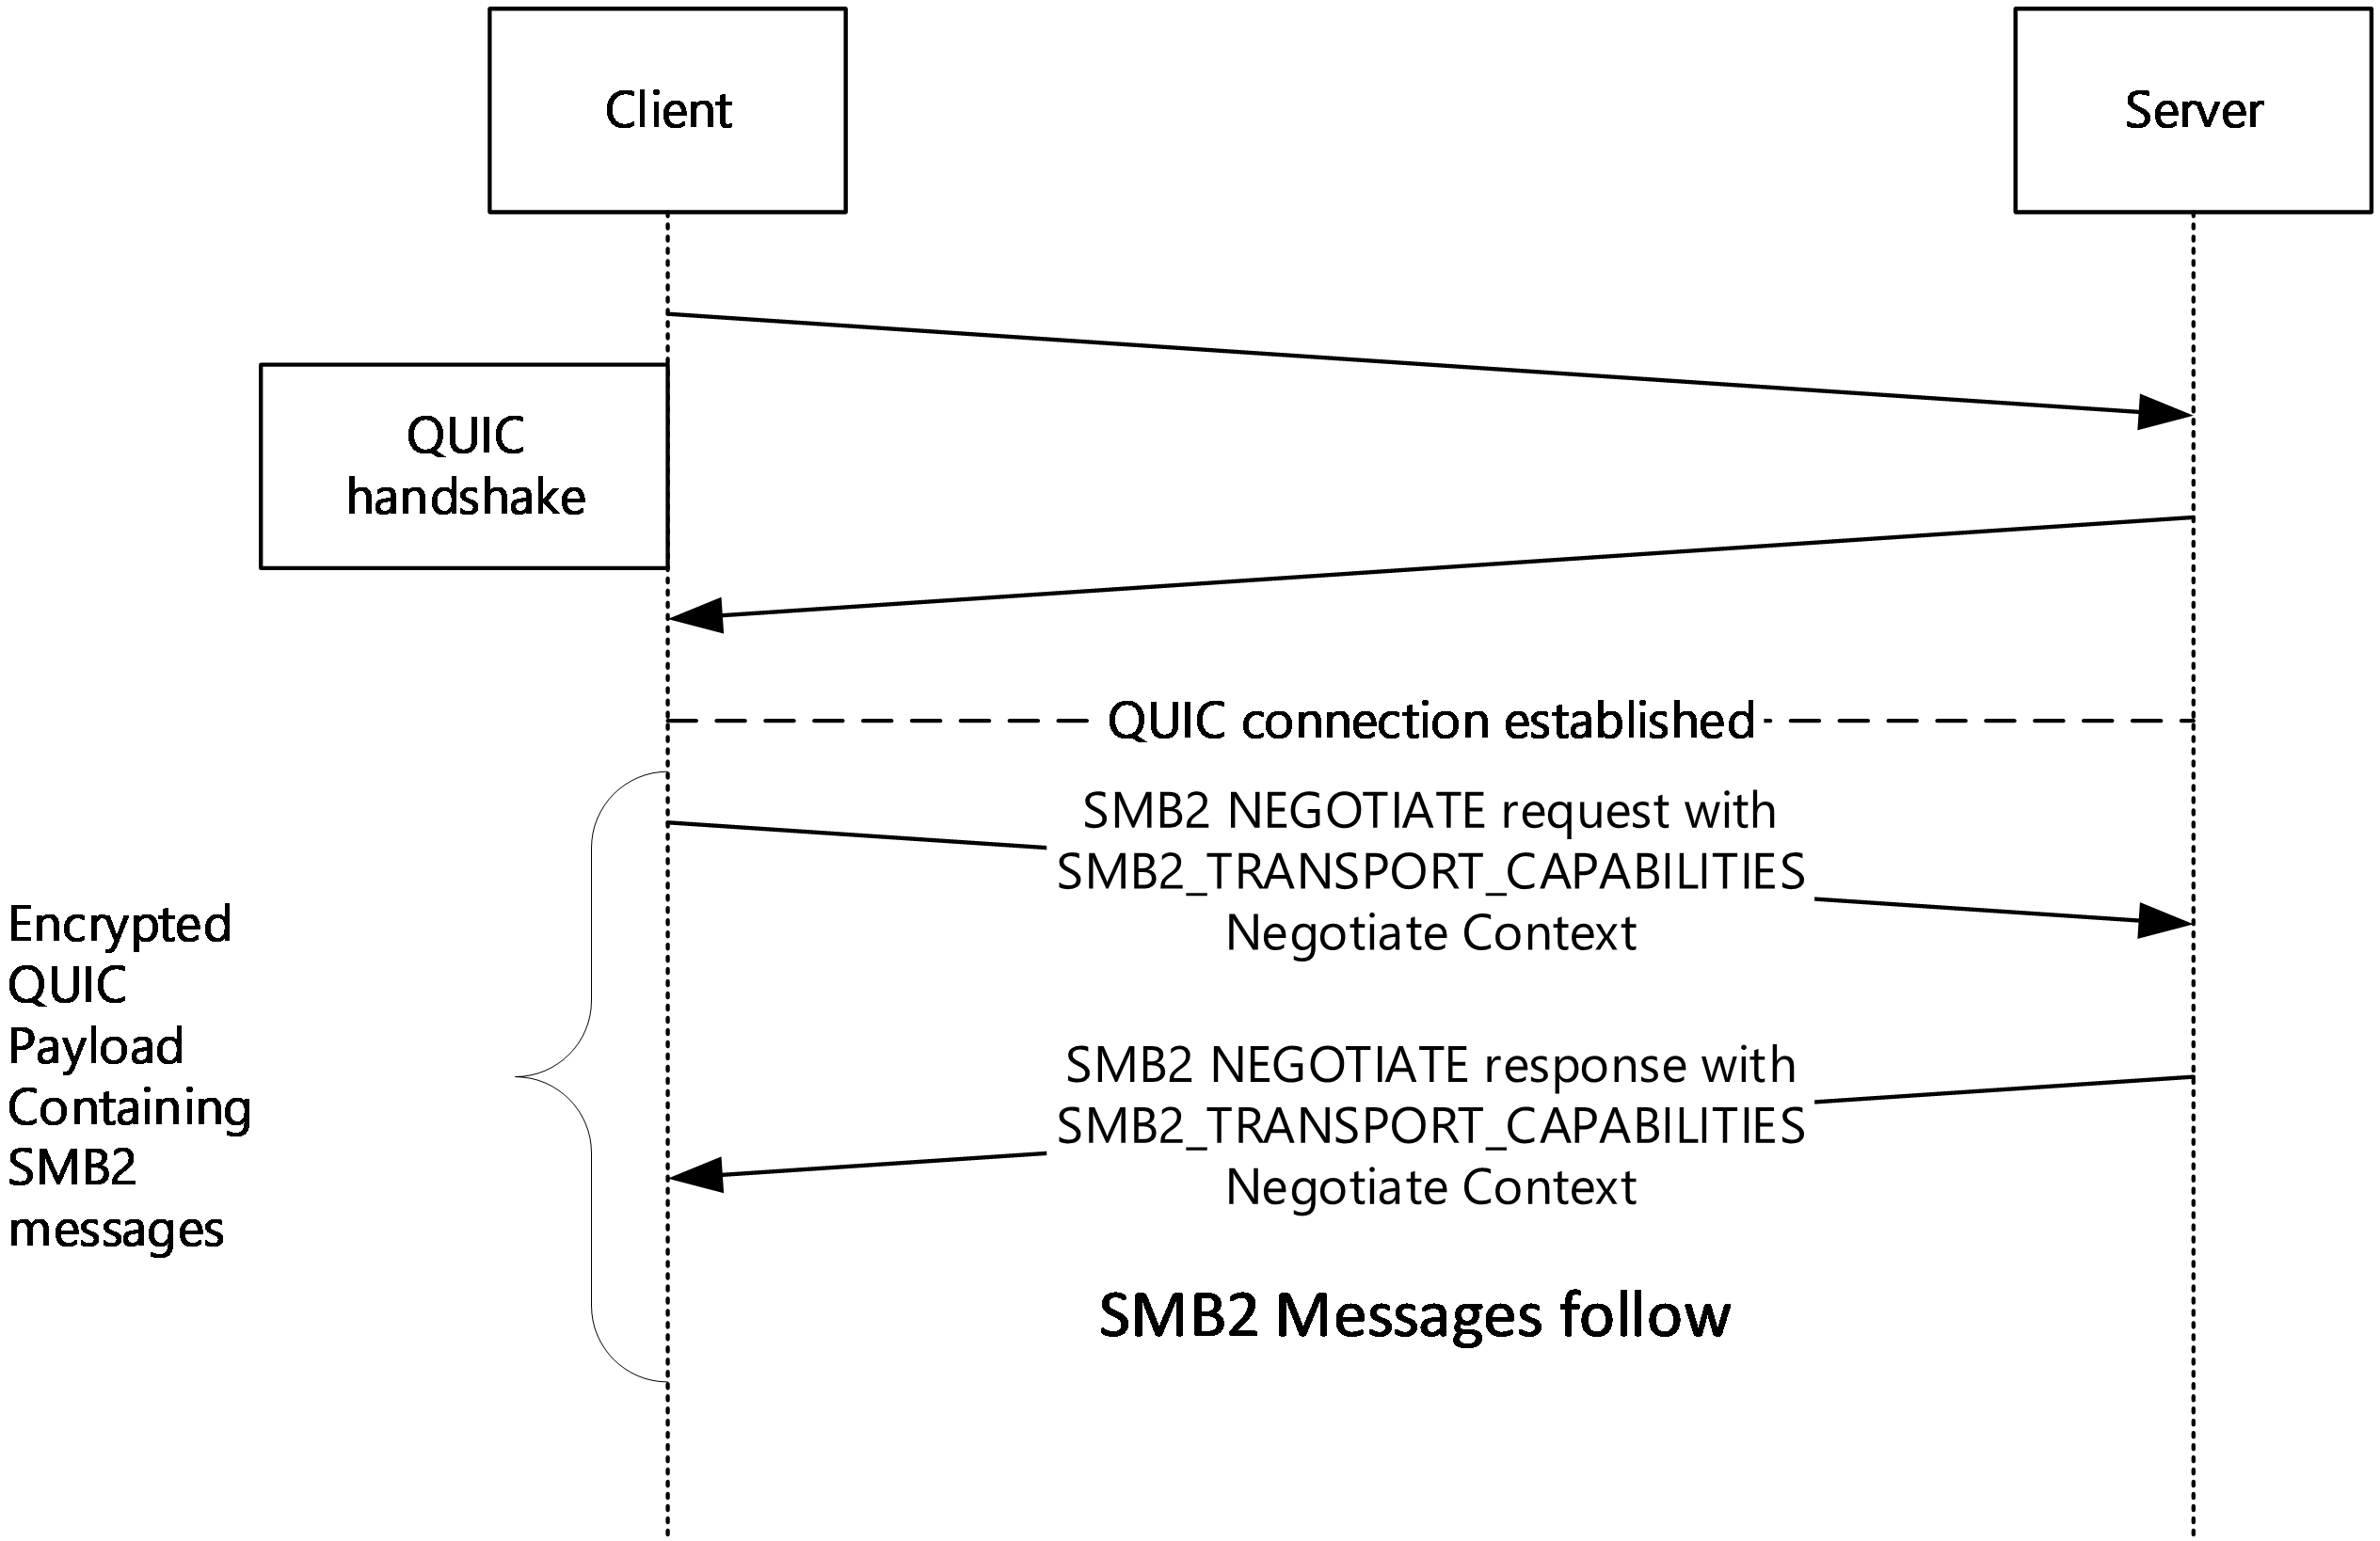 Client
Server
QUIC
handshake
QUIC connection established
SMB2 NEGOTIATE request with
SMB2_TRANSPORT_CAPABILITIES
Negotiate Context
Encrypted
QUIC
Payload
Containing
SMB2
messages
SMB2 NEGOTIATE response with
SMB2_TRANSPORT_CAPABILITIES
Negotiate Context
SMB2 Messages follow